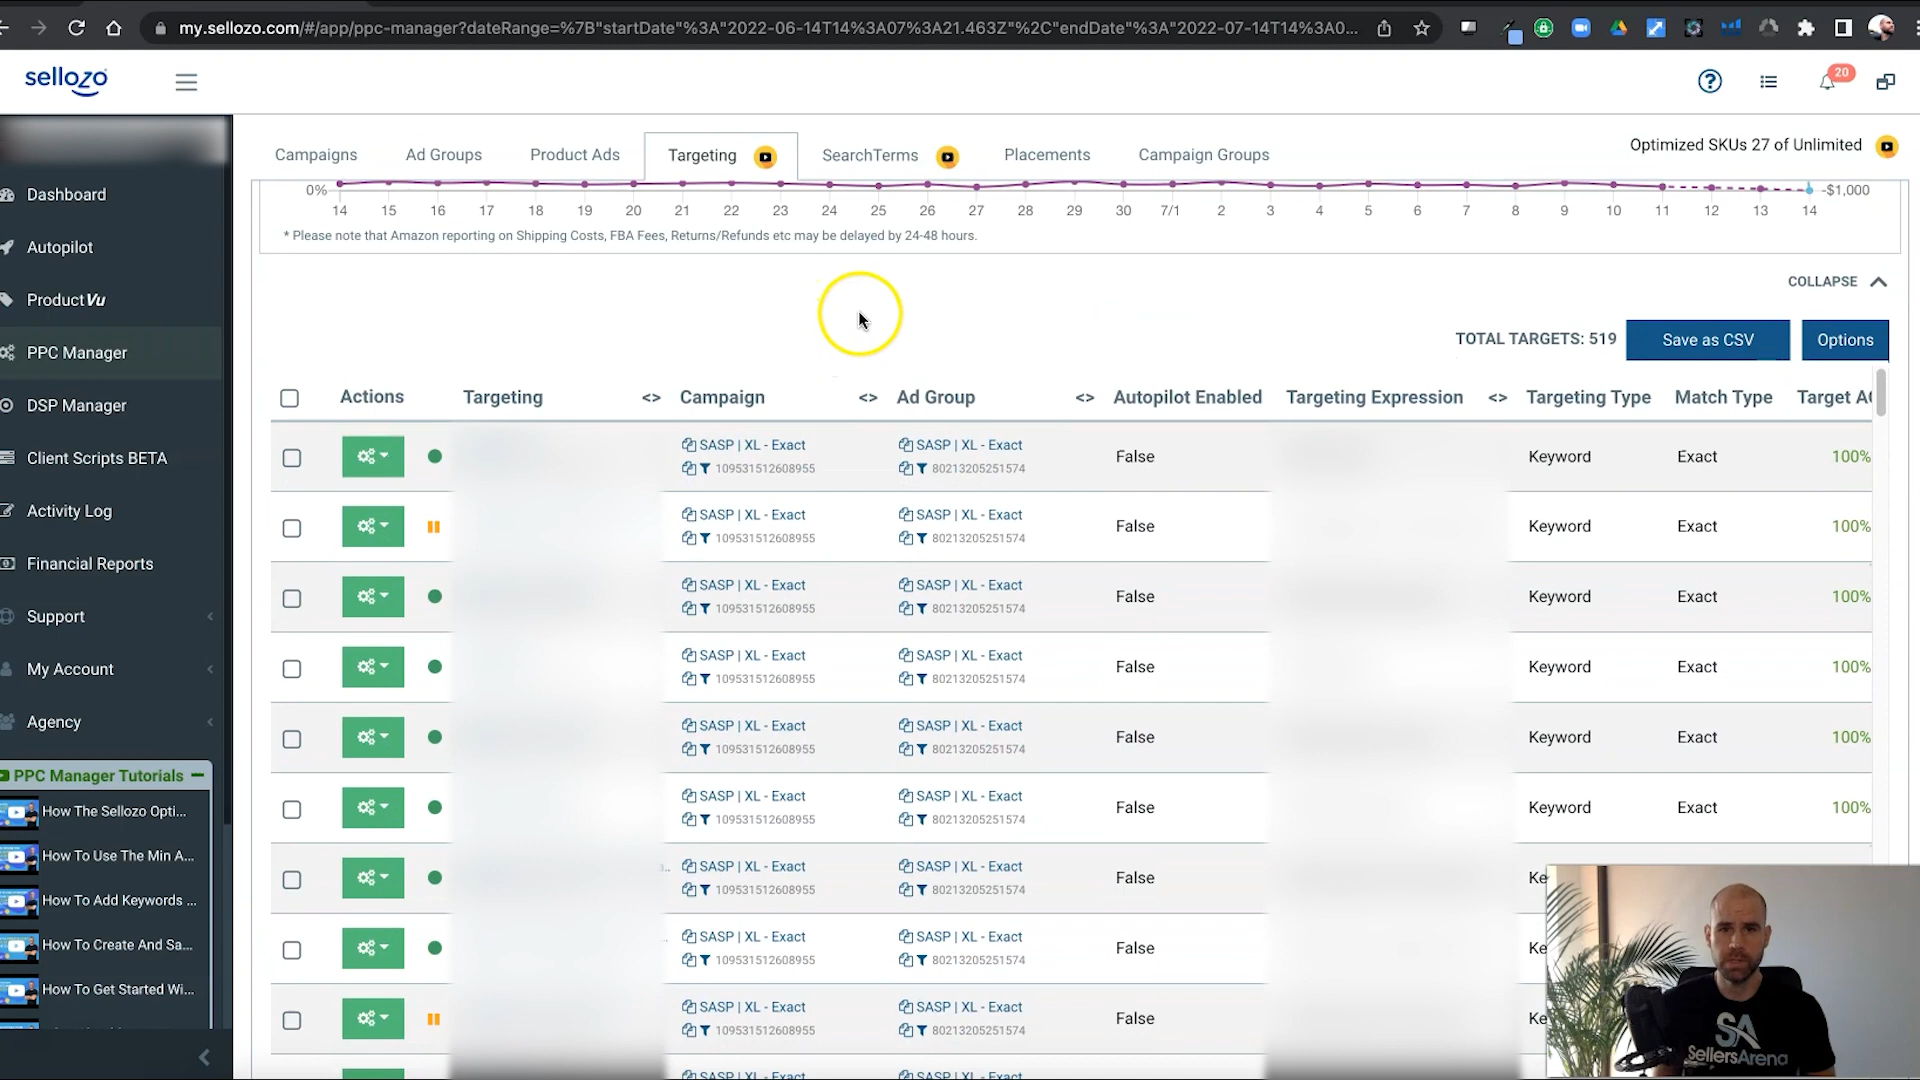 my.sellozo.com/#/app/ppc-manager?dateRange=%7B"startDate"%3A"2022-06-14T14%3A07%3A21.463Z"%2C"endDate"%3A"2022-07-14T14%3A0...
sellozo
20
Dashboard
Autopilot
ProductVu
PPC Manager
DSP Manager
Client Scripts BETA
Activity Log
Financial Reports
Support
My Account
Agency
PPC Manager Tutorials
How The Sellozo Opti...
How To Use The Min A...
How To Add Keywords ...
How To Create And Sa...
How To Get Started Wi...
Campaigns Ad Groups Product Ads Targeting SearchTerms Placements Campaign Groups
Optimized SKUs 27 of Unlimited
0% -$1,000
14 15 16 17 18 19 20 21 22 23 24 25 26 27 28 29 30 7/1 2 3 4 5 6 7 8 9 10 11 12 13 14
* Please note that Amazon reporting on Shipping Costs, FBA Fees, Returns/Refunds etc may be delayed by 24-48 hours.
COLLAPSE
TOTAL TARGETS: 519 Save as CSV Options
Actions Targeting <> Campaign <> Ad Group <> Autopilot Enabled Targeting Expression <> Targeting Type Match Type Target AC
SASP | XL - Exact SASP | XL - Exact
109531512608955 80213205251574 False Keyword Exact 100%
SASP | XL - Exact SASP | XL - Exact
109531512608955 80213205251574 False Keyword Exact 100%
SASP | XL - Exact SASP | XL - Exact
109531512608955 80213205251574 False Keyword Exact 100%
SASP | XL - Exact SASP | XL - Exact
109531512608955 80213205251574 False Keyword Exact 100%
SASP | XL - Exact SASP | XL - Exact
109531512608955 80213205251574 False Keyword Exact 100%
SASP | XL - Exact SASP | XL - Exact
109531512608955 80213205251574 False Keyword Exact 100%
SASP | XL - Exact SASP | XL - Exact
109531512608955 80213205251574 False Ke
SASP | XL - Exact SASP | XL - Exact
109531512608955 80213205251574 False Ke
SASP | XL - Exact SASP | XL - Exact
109531512608955 80213205251574 False Ke
SASP | XL - Exact SASP | XL - Exact
SA
SellersArena